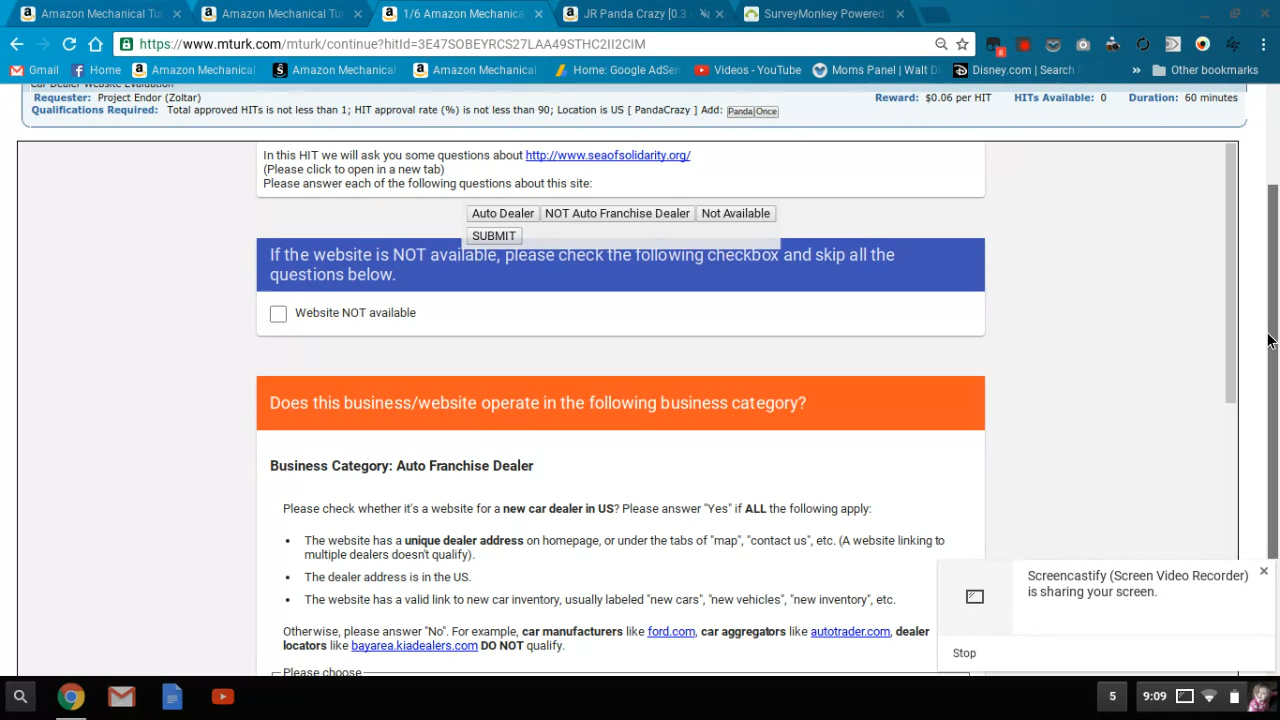 Amazon Mechanical Tu
Amazon Mechanical Tu
1/6 Amazon Mechanica
JR Panda Crazy [0.3.
SurveyMonkey Powered
https://www.mturk.com/mturk/continue?hitId=3E47SOBEYRCS27LAA49STHC2II2CIM
Gmail
Home
Amazon Mechanical
Amazon Mechanical
Amazon Mechanical
Home: Google AdSen
Videos - YouTube
Moms Panel | Walt D
Disney.com | Search
»
Other bookmarks
Car Dealer Website Evaluation
Requester: Project Endor (Zoltar)
Reward: $0.06 per HIT
HITs Available: 0
Duration: 60 minutes
Qualifications Required: Total approved HITs is not less than 1; HIT approval rate (%) is not less than 90; Location is US [ PandaCrazy ] Add: Panda Once
In this HIT we will ask you some questions about http://www.seaofsolidarity.org/
(Please click to open in a new tab)
Please answer each of the following questions about this site:
Auto Dealer NOT Auto Franchise Dealer Not Available
SUBMIT
If the website is NOT available, please check the following checkbox and skip all the
questions below.
Website NOT available
Does this business/website operate in the following business category?
Business Category: Auto Franchise Dealer
Please check whether it's a website for a new car dealer in US? Please answer "Yes" if ALL the following apply:
• The website has a unique dealer address on homepage, or under the tabs of "map", "contact us", etc. (A website linking to
multiple dealers doesn't qualify).
• The dealer address is in the US.
• The website has a valid link to new car inventory, usually labeled "new cars", "new vehicles", "new inventory", etc.
Otherwise, please answer "No". For example, car manufacturers like ford.com, car aggregators like autotrader.com, dealer
locators like bayarea.kiadealers.com DO NOT qualify.
Please choose
Screencastify (Screen Video Recorder)
is sharing your screen.
Stop
5
9:09